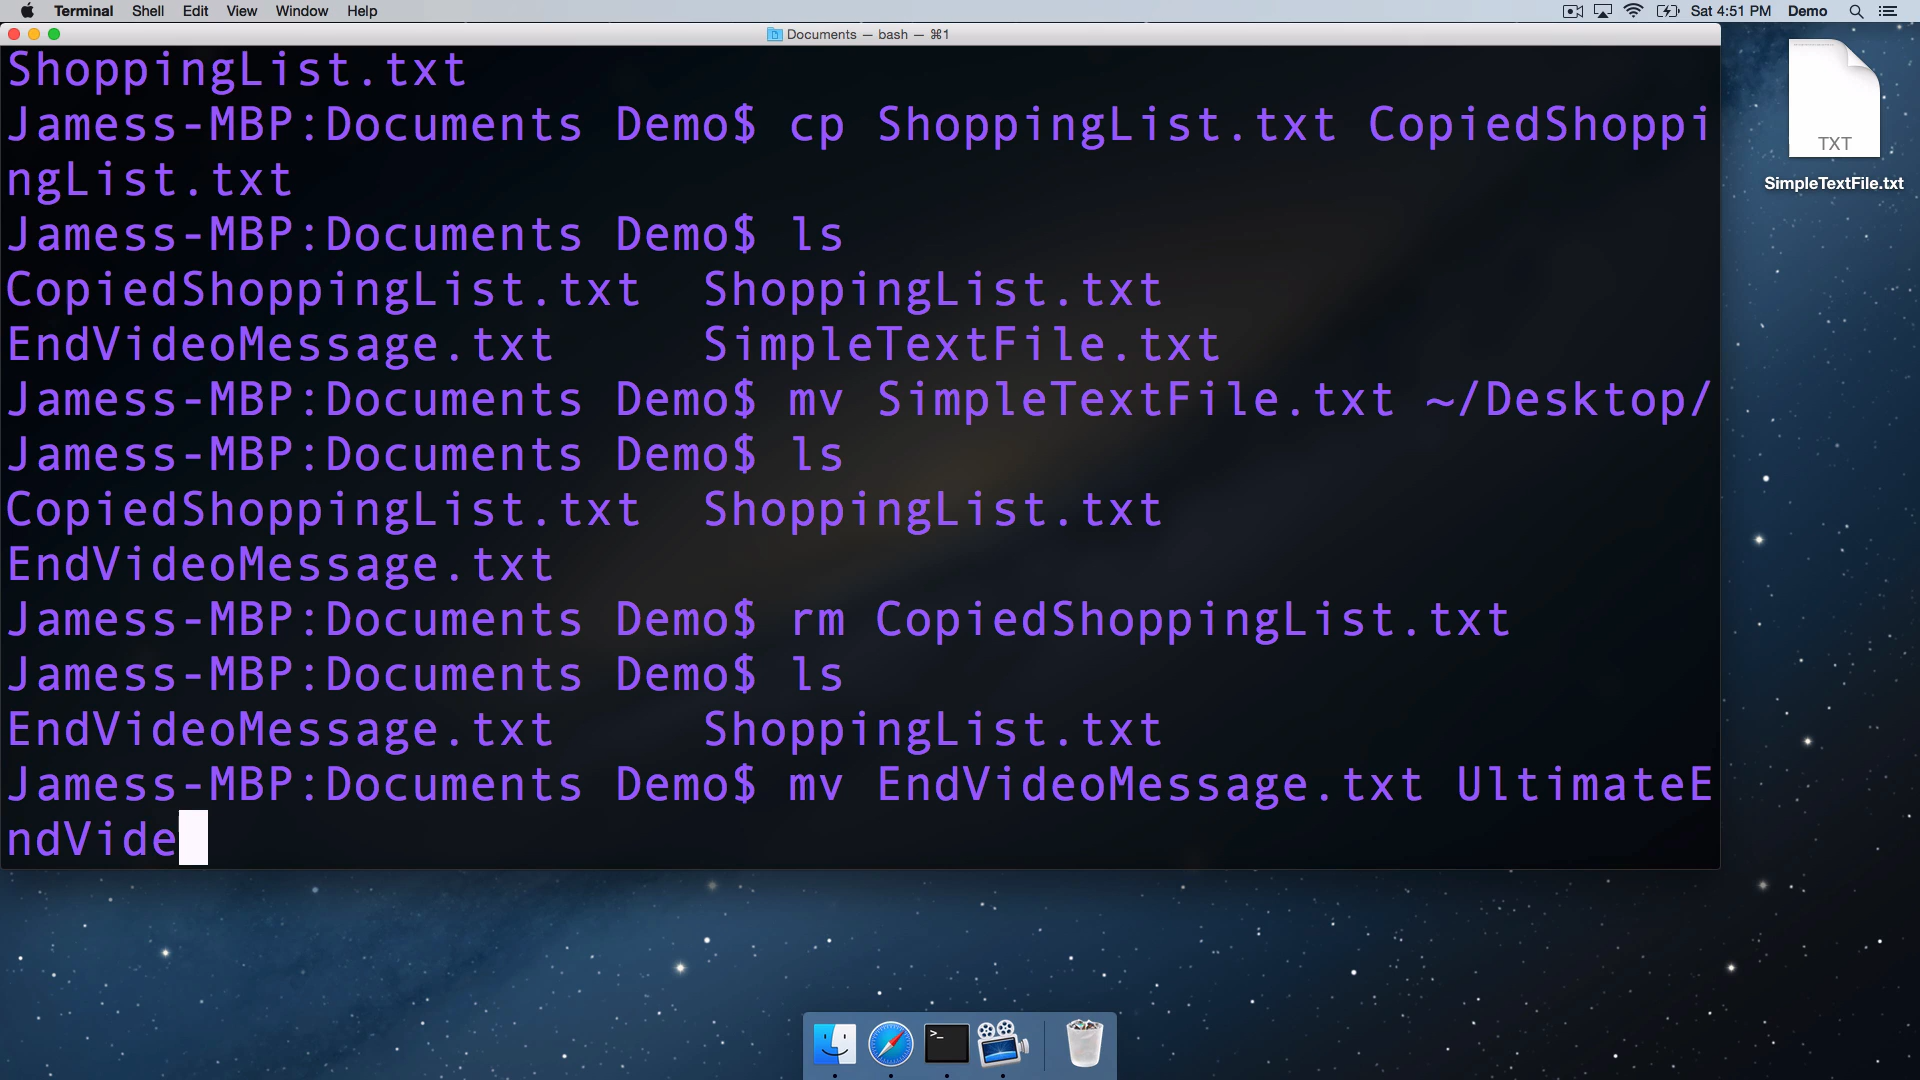 Terminal Shell Edit View Window Help Sat 4:51 PM Demo
Documents — bash — ⌘1
ShoppingList.txt
Jamess-MBP:Documents Demo$ cp ShoppingList.txt CopiedShoppi
ngList.txt
Jamess-MBP:Documents Demo$ ls
CopiedShoppingList.txt ShoppingList.txt
EndVideoMessage.txt SimpleTextFile.txt
Jamess-MBP:Documents Demo$ mv SimpleTextFile.txt ~/Desktop/
Jamess-MBP:Documents Demo$ ls
CopiedShoppingList.txt ShoppingList.txt
EndVideoMessage.txt
Jamess-MBP:Documents Demo$ rm CopiedShoppingList.txt
Jamess-MBP:Documents Demo$ ls
EndVideoMessage.txt ShoppingList.txt
Jamess-MBP:Documents Demo$ mv EndVideoMessage.txt UltimateE
ndVide
TXT
SimpleTextFile.txt
>_